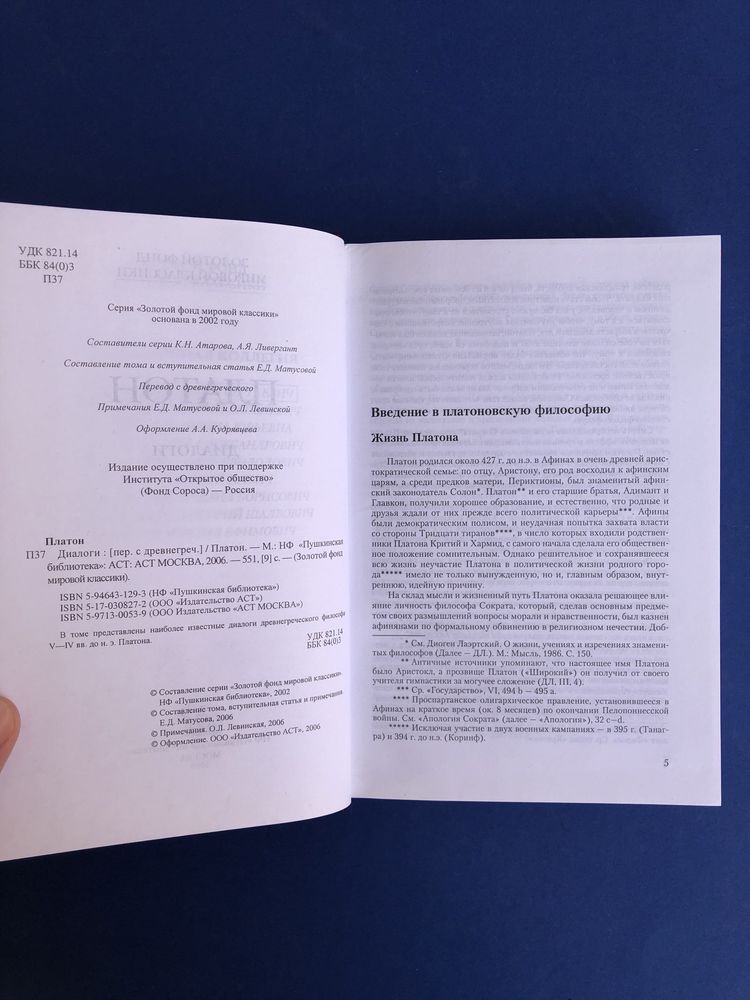 УДК 821.14
ББК 84(0)3
П37
Серия «Золотой фонд мировой классики»
основана в 2002 году
Составители серии К.Н. Атарова, А.Я. Ливергант
Составление тома и вступительная статья Е.Д. Матусовой
Перевод с древнегреческого
Примечания Е.Д. Матусовой и О.Л. Левинской
Оформление А.А. Кудрявцева
Издание осуществлено при поддержке
Института «Открытое общество»
(Фонд Сороса) — Россия
Платон
П37 Диалоги : [пер. с древнегреч.] / Платон. — М.: НФ «Пушкинская
библиотека»: АСТ: АСТ МОСКВА, 2006. — 551, [9] с. — (Золотой фонд
мировой классики).
ISBN 5-94643-129-3 (НФ «Пушкинская библиотека»)
ISBN 5-17-030827-2 (ООО «Издательство АСТ»)
ISBN 5-9713-0053-9 (ООО Издательство «АСТ МОСКВА»)
В томе представлены наиболее известные диалоги древнегреческого философа
V—IV вв. до н. э. Платона.
УДК 821.14
ББК 84(0)3
© Составление серии «Золотой фонд мировой классики».
НФ «Пушкинская библиотека», 2002
© Составление тома, вступительная статья и примечания.
Е.Д. Матусова, 2006
© Примечания. О.Л. Левинская, 2006
© Оформление. ООО «Издательство АСТ», 2006
Введение в платоновскую философию
Жизнь Платона
Платон родился около 427 г. до н.э. в Афинах в очень древней арис-
тократической семье: по отцу, Аристону, его род восходил к афинским
царям, а среди предков матери, Периктионы, был знаменитый афин-
ский законодатель Солон*. Платон** и его старшие братья, Адимант и
Главкон, получили хорошее образование, и естественно, что родные и
друзья ждали от них прежде всего политической карьеры***. Афины
были демократическим полисом, и неудачная попытка захвата власти
со стороны Тридцати тиранов****, в число которых входили родствен-
ники Платона Критий и Хармид, с самого начала сделала его обществен-
ное положение сомнительным. Однако решительное и сохранявшееся
всю жизнь неучастие Платона в политической жизни родного горо-
да***** имело не только вынужденную, но и, главным образом, внут-
реннюю, идейную причину.
На склад мысли и жизненный путь Платона оказала решающее вли-
яние личность философа Сократа, который, сделав основным предме-
том своих размышлений вопросы морали и нравственности, был казнен
афинянами по формальному обвинению в религиозном нечестии. Доб-
* См. Диоген Лаэртский. О жизни, учениях и изречениях знамени-
тых философов (Далее — ДЛ.). М.: Мысль, 1986. С. 150.
** Античные источники упоминают, что настоящее имя Платона
было Аристокл, а прозвище Платон («Широкий») он получил от своего
учителя гимнастики за могучее сложение (ДЛ, III, 4).
*** Ср. «Государство», VI, 494 b — 495 a.
**** Проспартанское олигархическое правление, установившееся в
Афинах на краткое время (ок. 8 месяцев) по окончании Пелопоннесской
войны. См. «Апология Сократа» (далее — «Апология»), 32 c—d.
***** Исключая участие в двух военных кампаниях — в 395 г. (Танаг-
ра) и 394 г. до н.э. (Коринф).
5